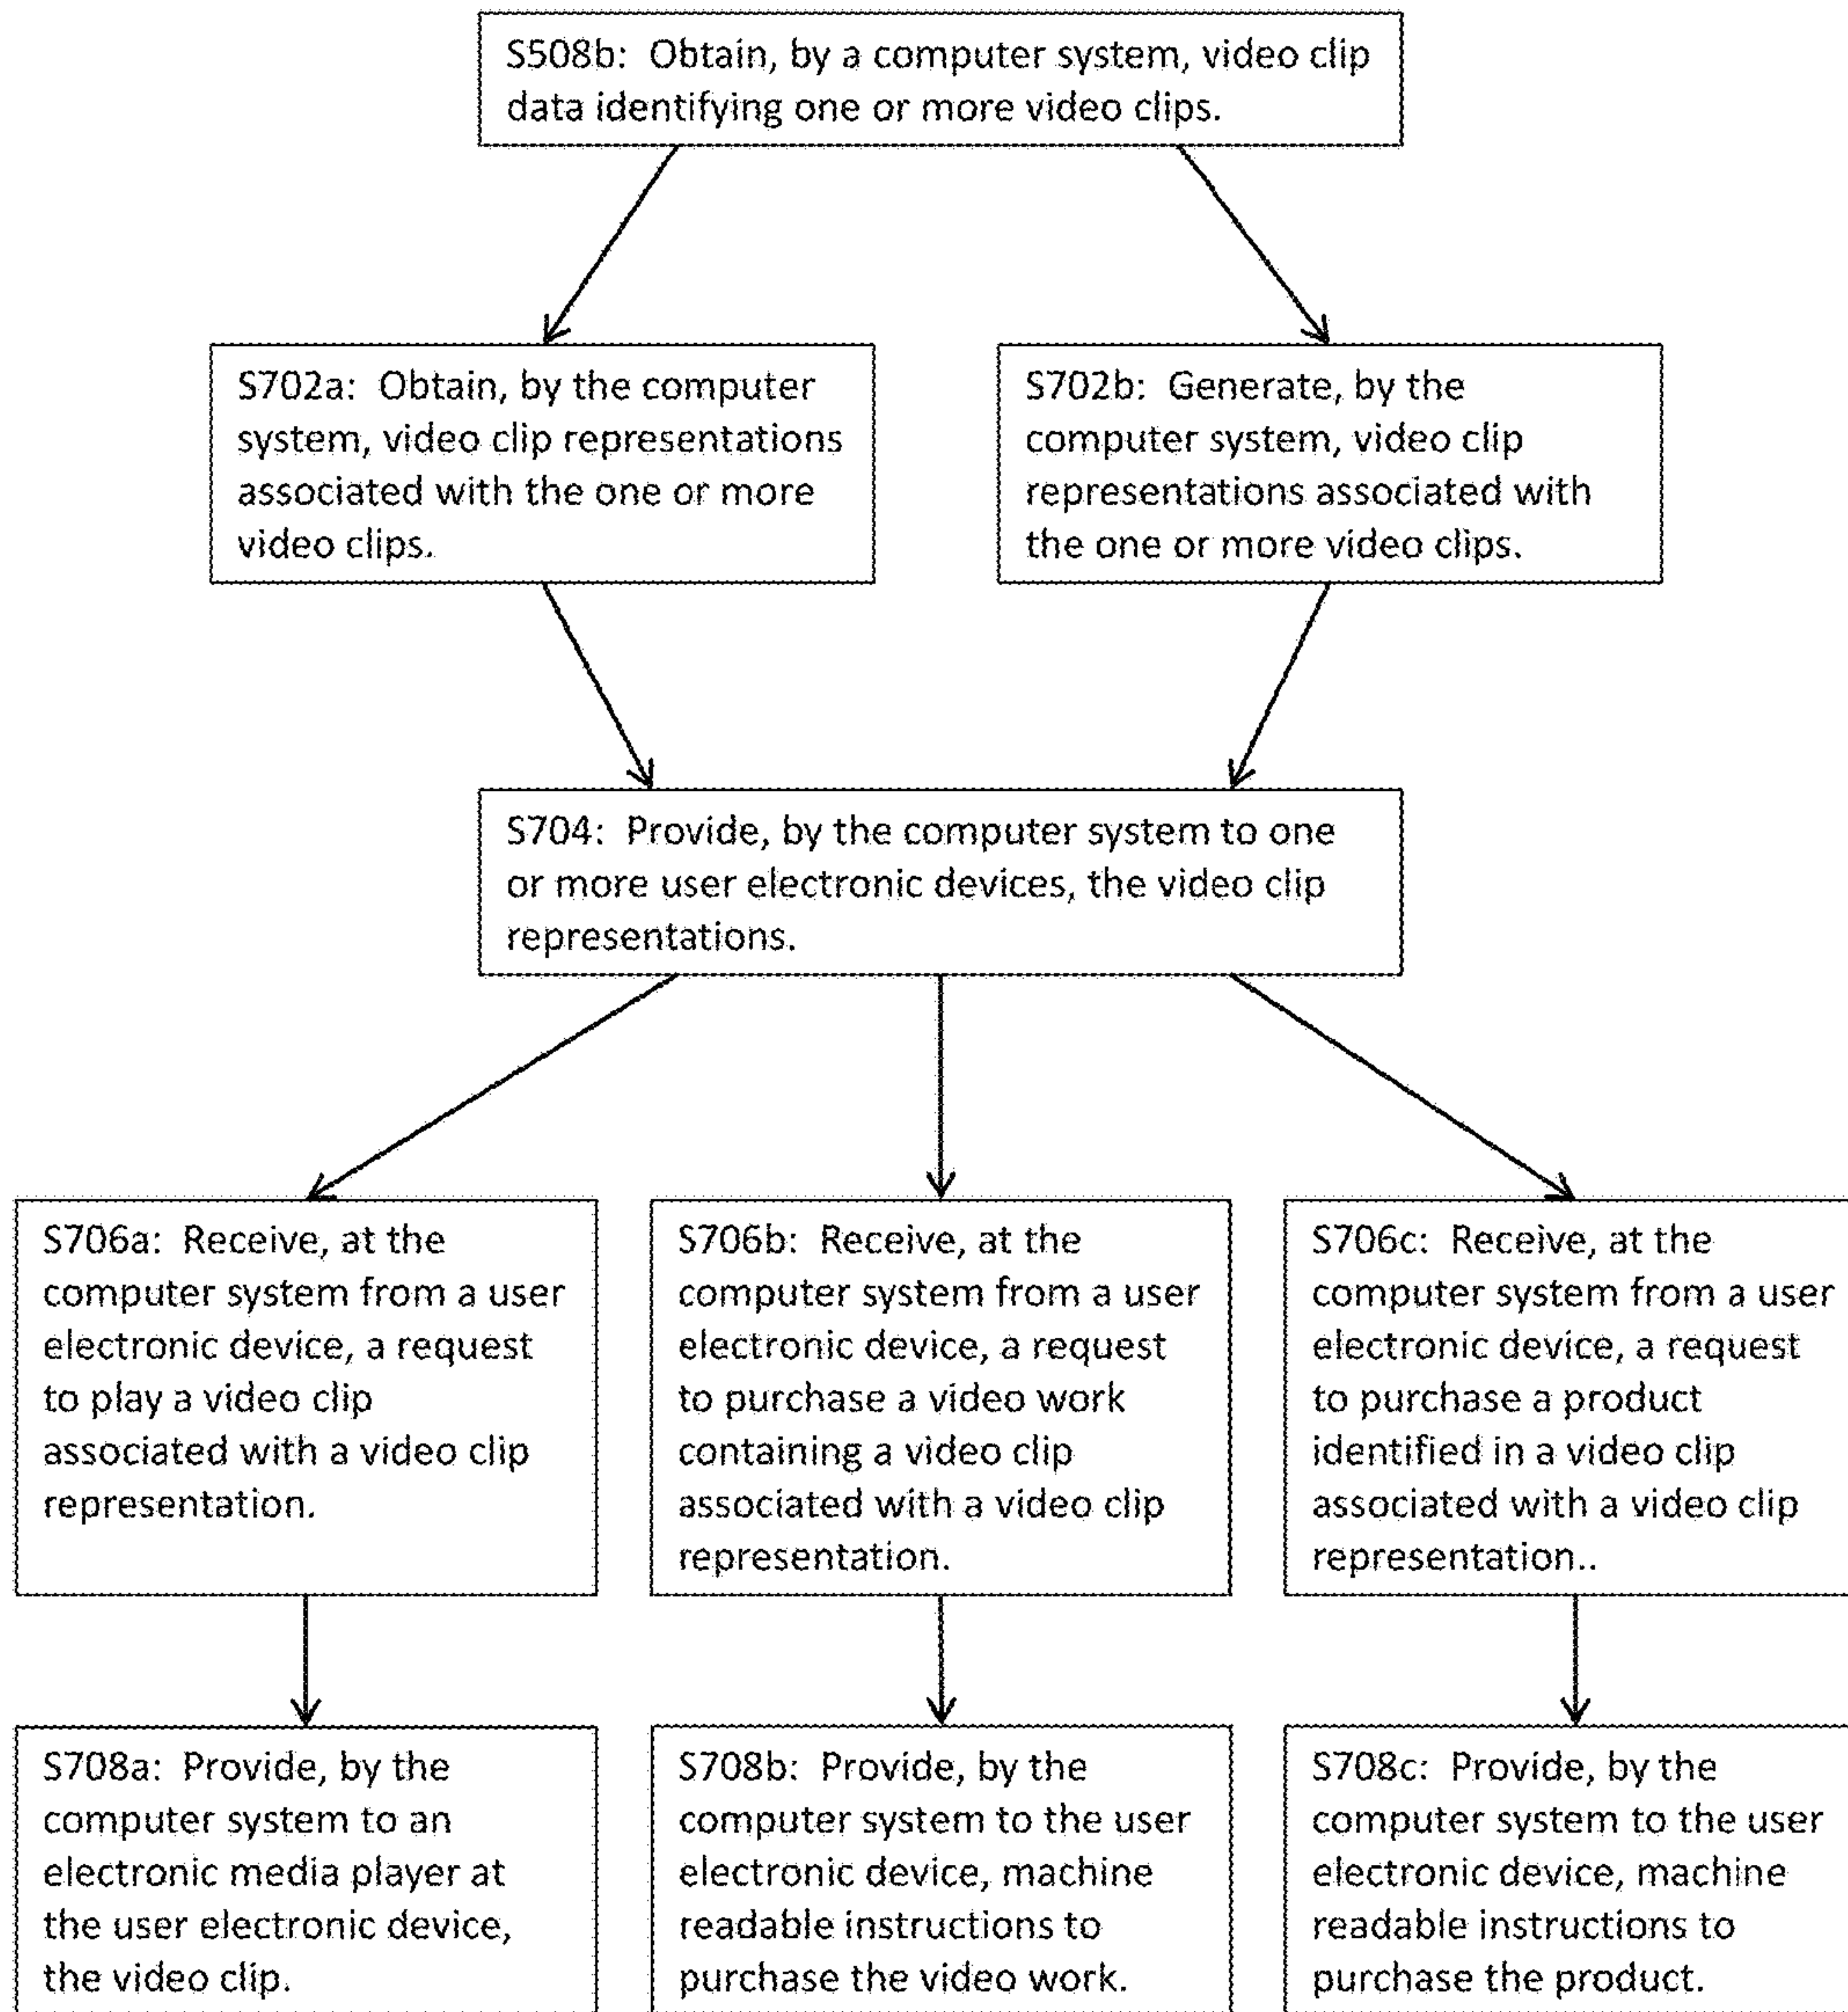 S508b: Obtain, by a computer system, video clip
data identifying one or more video clips.
S702a: Obtain, by the computer
system, video clip representations
associated with the one or more
video clips.
S702b: Generate, by the
computer system, video clip
representations associated with
the one or more video clips.
S704: Provide, by the computer system to one
or more user electronic devices, the video clip
representations.
S706a: Receive, at the
computer system from a user
electronic device, a request
to play a video clip
associated with a video clip
representation.
S706b: Receive, at the
computer system from a user
electronic device, a request
to purchase a video work
containing a video clip
associated with a video clip
representation.
S706c: Receive, at the
computer system from a user
electronic device, a request
to purchase a product
identified in a video clip
associated with a video clip
representation..
S708a: Provide, by the
computer system to an
electronic media player at
the user electronic device,
the video clip.
S708b: Provide, by the
computer system to the user
electronic device, machine
readable instructions to
purchase the video work.
S708c: Provide, by the
computer system to the user
electronic device, machine
readable instructions to
purchase the product.